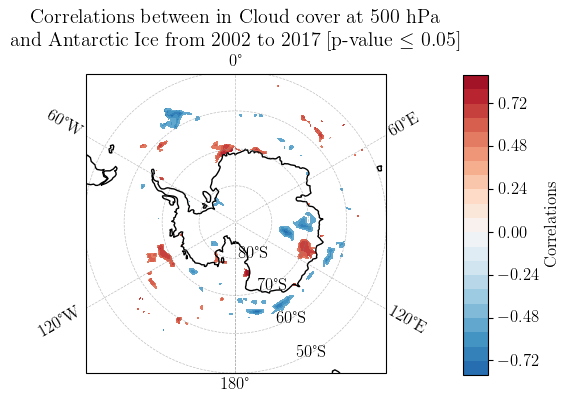 Correlations between in Cloud cover at 500 hPa
and Antarctic Ice from 2002 to 2017 [p-value ≤ 0.05]
0°
60°W
60°E
80°S
70°S
60°S
50°S
120°W
120°E
180°
0.72
0.48
0.24
0.00
−0.24
−0.48
−0.72
Correlations